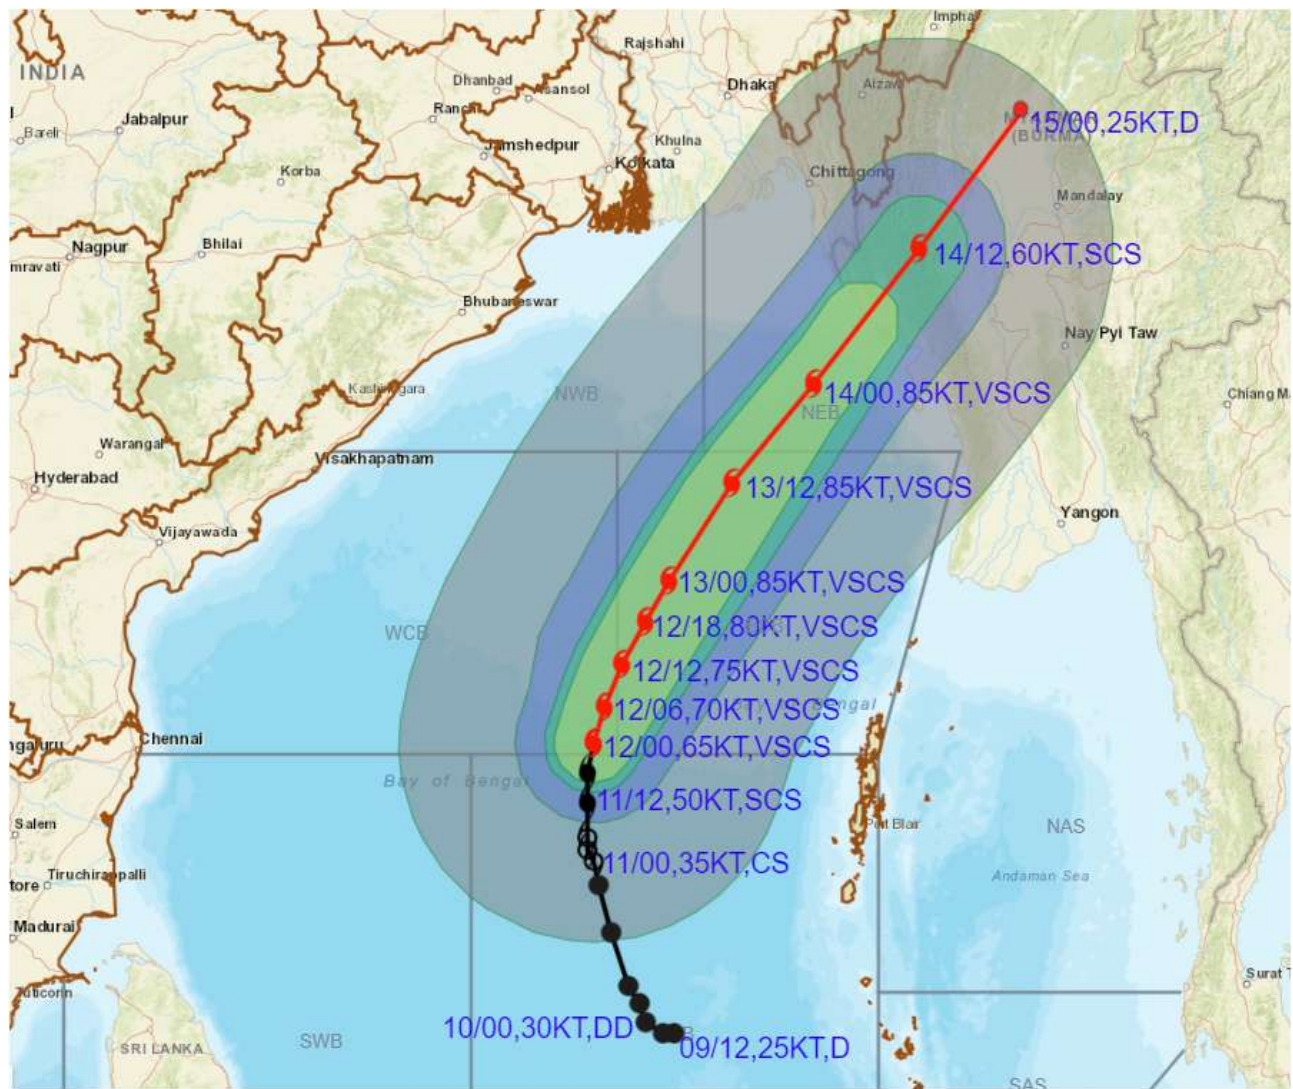 Impha
Rajshahi
INDIA
Dhanbad
Asansol
Dhaka
Aizaw
Ranchi
15/00,25KT,D
Jabalpur
(BURMA)
Bareli
Jamshedpur
Khulna
Kolkata
Korba
Chittagong
Mandalay
Nagpur
Bhilai
14/12,60KT,SCS
mravati
Bhubaneswar
Nay Pyi Taw
NWB
14/00,85KT,VSCS
Chiang M
NEB
Warangal
Visakhapatnam
Hyderabad
13/12,85KT,VSCS
Yangon
Vijayawada
13/00,85KT,VSCS
WCB
12/18,80KT,VSCS
12/12,75KT,VSCS
12/06,70KT,VSCS
ngaluru
Chennai
12/00,65KT,VSCS
Bay of Bengal
11/12,50KT,SCS
Salem
Port Blair
NAS
11/00,35KT,CS
tore
Tiruchirappalli
Andaman Sea
Madurai
Surat T
Tuticorin
10/00,30KT,DD
SWB
SRI LANKA
09/12,25KT,D
SAS